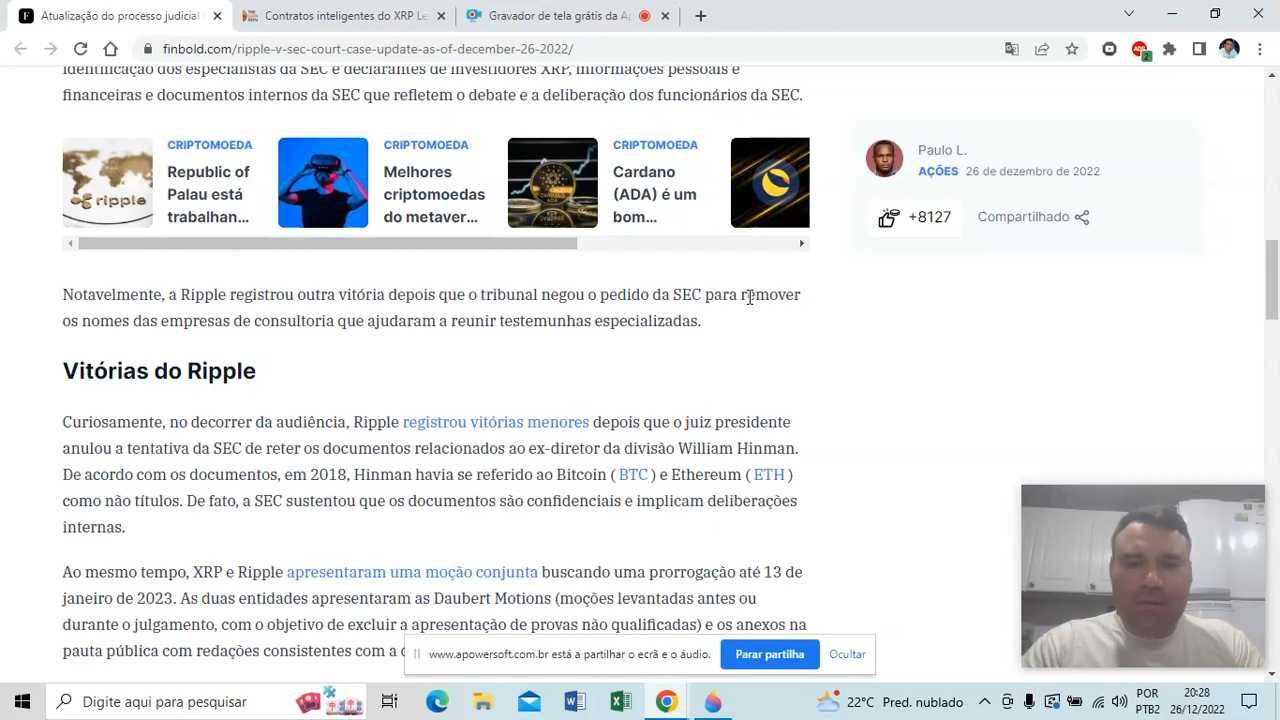 Atualização do processo judicial
Contratos inteligentes do XRP Le
Gravador de tela grátis da Ap
finbold.com/ripple-v-sec-court-case-update-as-of-december-26-2022/
identificação dos especialistas da SEC e declarantes de investidores XRP, informações pessoais e
financeiras e documentos internos da SEC que refletem o debate e a deliberação dos funcionários da SEC.
CRIPTOMOEDA
Republic of
Palau está
trabalhan...
CRIPTOMOEDA
Melhores
criptomoedas
do metaver...
CRIPTOMOEDA
Cardano
(ADA) é um
bom...
ripple
Paulo L.
AÇÕES 26 de dezembro de 2022
+8127 Compartilhado
Notavelmente, a Ripple registrou outra vitória depois que o tribunal negou o pedido da SEC para remover
os nomes das empresas de consultoria que ajudaram a reunir testemunhas especializadas.
Vitórias do Ripple
Curiosamente, no decorrer da audiência, Ripple registrou vitórias menores depois que o juiz presidente
anulou a tentativa da SEC de reter os documentos relacionados ao ex-diretor da divisão William Hinman.
De acordo com os documentos, em 2018, Hinman havia se referido ao Bitcoin ( BTC ) e Ethereum ( ETH )
como não títulos. De fato, a SEC sustentou que os documentos são confidenciais e implicam deliberações
internas.
Ao mesmo tempo, XRP e Ripple apresentaram uma moção conjunta buscando uma prorrogação até 13 de
janeiro de 2023. As duas entidades apresentaram as Daubert Motions (moções levantadas antes ou
durante o julgamento, com o objetivo de excluir a apresentação de provas não qualificadas) e os anexos na
pauta pública com redações consistentes com a
www.apowersoft.com.br está a partilhar o ecrã e o áudio.
Parar partilha
Ocultar
Digite aqui para pesquisar
22°C Pred. nublado
POR
PTB2
20:28
26/12/2022